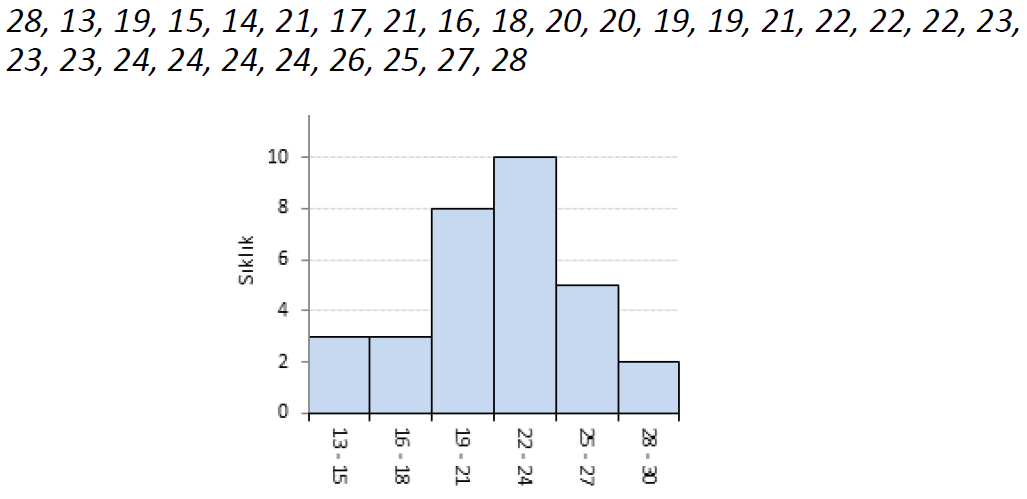 28, 13, 19, 15, 14, 21, 17, 21, 16, 18, 20, 20, 19, 19, 21, 22, 22, 22, 23,
23, 23, 24, 24, 24, 24, 26, 25, 27, 28
10
8
6
4
2
0
Sıklık
13 - 15
16 - 18
19 - 21
22 - 24
25 - 27
28 - 30